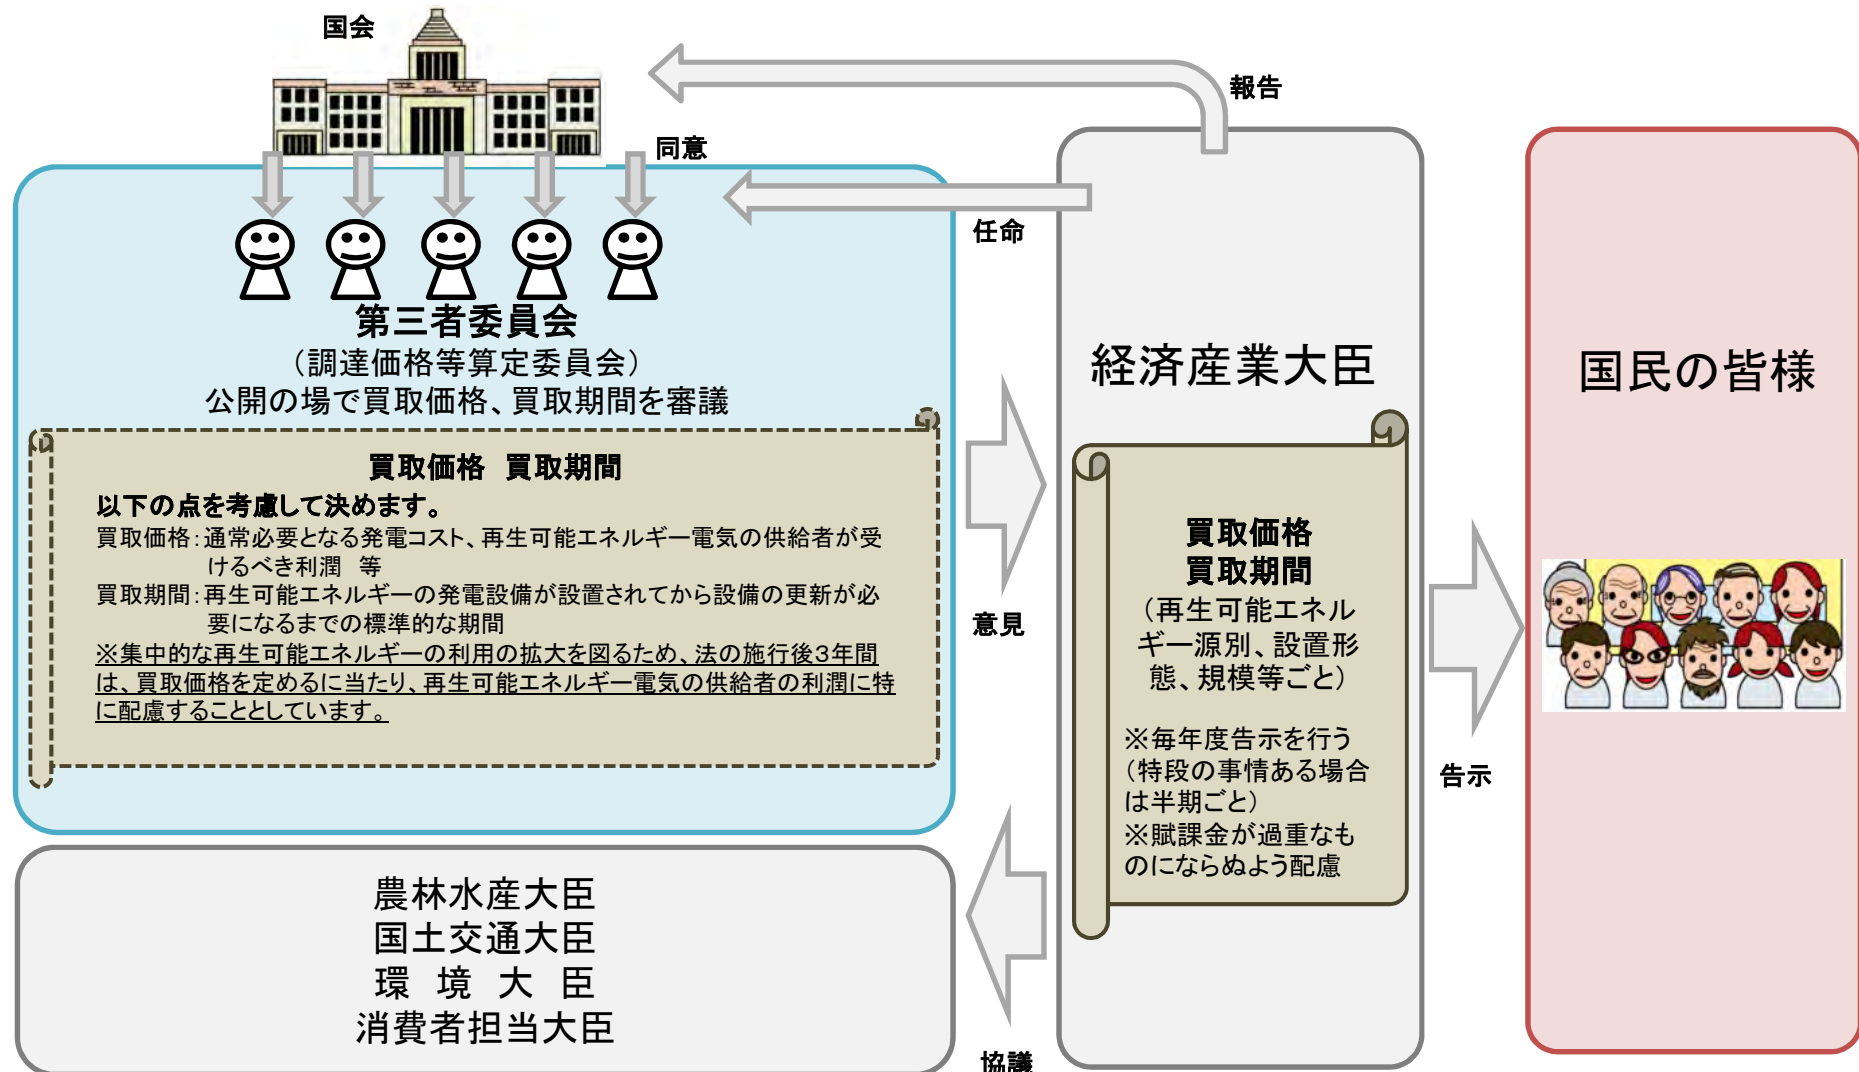 国会
報告
同意
任命
第三者委員会
（調達価格等算定委員会）
公開の場で買取価格、買取期間を審議
買取価格 買取期間
以下の点を考慮して決めます。
買取価格：通常必要となる発電コスト、再生可能エネルギー電気の供給者が受
けるべき利潤 等
買取期間：再生可能エネルギーの発電設備が設置されてから設備の更新が必
要になるまでの標準的な期間
※集中的な再生可能エネルギーの利用の拡大を図るため、法の施行後3年間
は、買取価格を定めるに当たり、再生可能エネルギー電気の供給者の利潤に特
に配慮することとしています。
意見
経済産業大臣
買取価格
買取期間
（再生可能エネル
ギー源別、設置形
態、規模等ごと）
※毎年度告示を行う
（特段の事情ある場合
は半期ごと）
※賦課金が過重なも
のにならぬよう配慮
告示
国民の皆様
農林水産大臣
国土交通大臣
環 境 大 臣
消費者担当大臣
協議